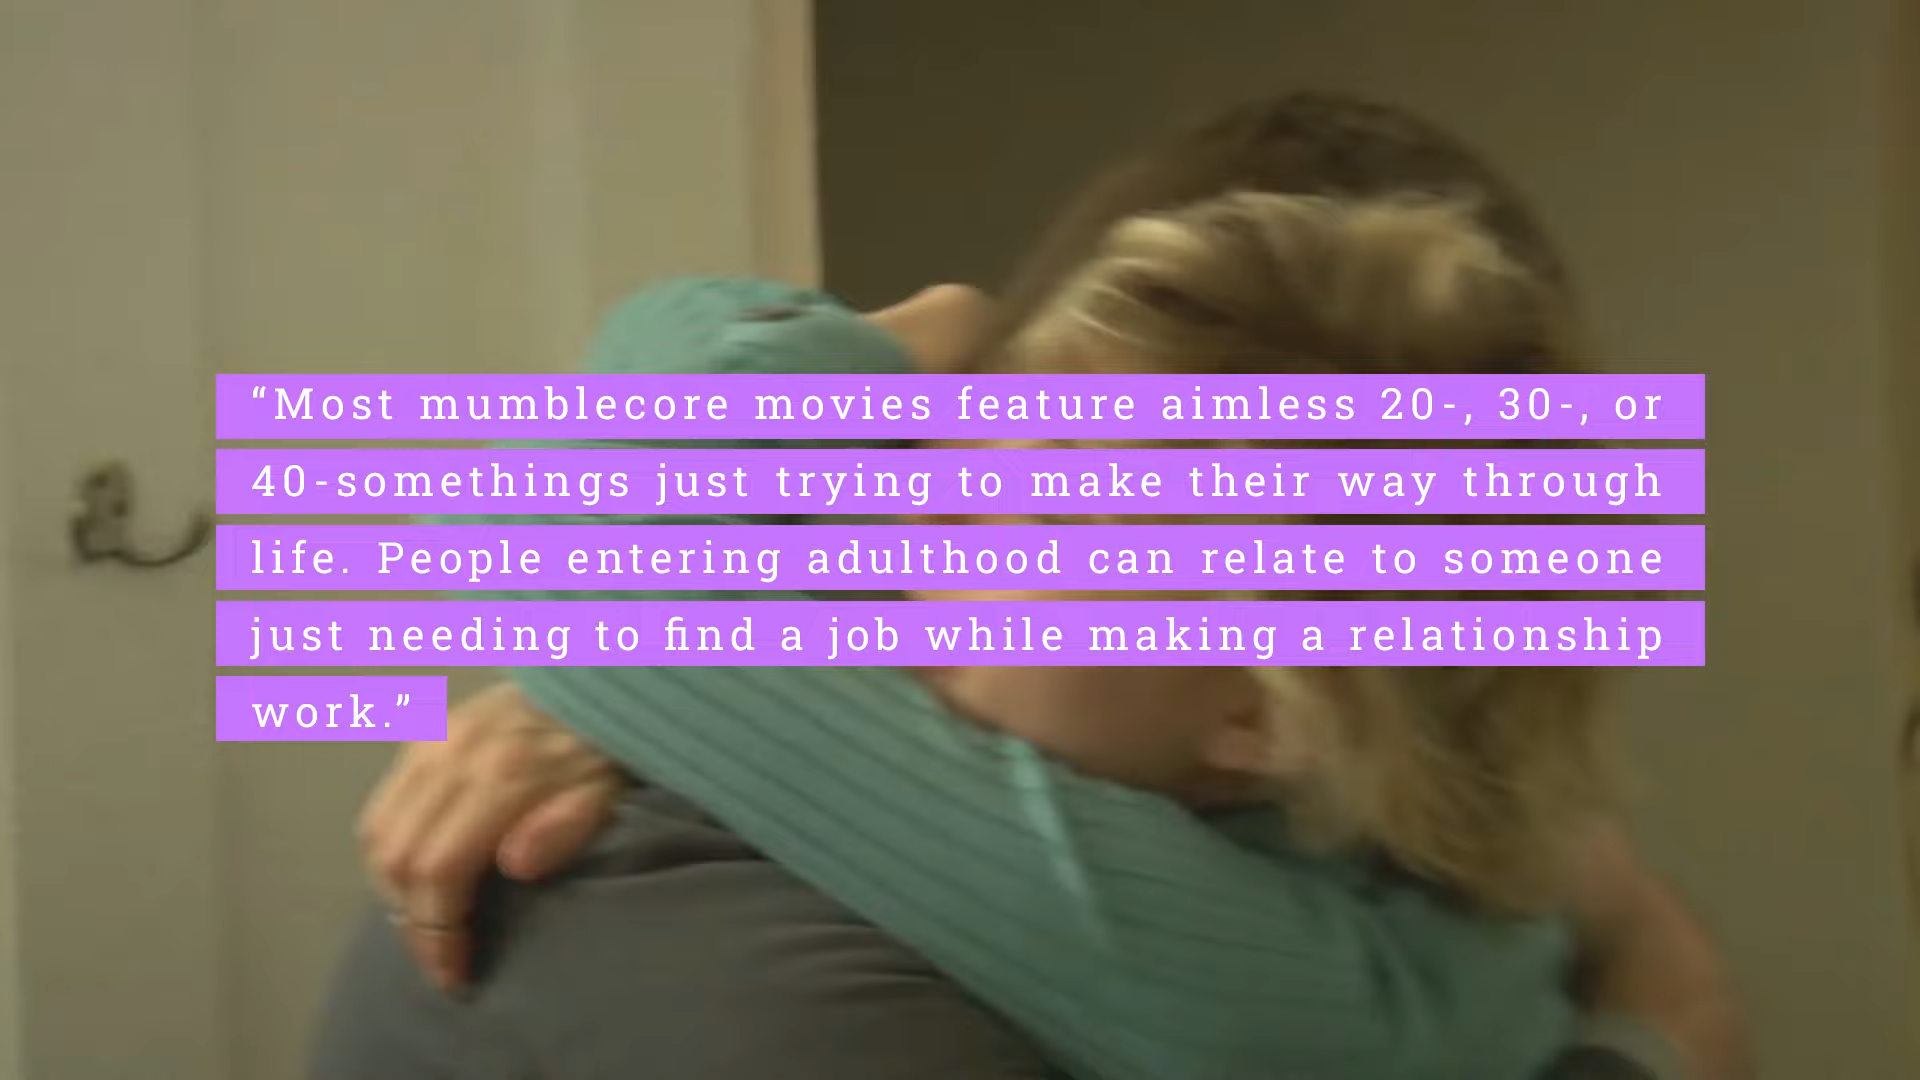 “Most mumblecore movies feature aimless 20-, 30-, or
40-somethings just trying to make their way through
life. People entering adulthood can relate to someone
just needing to find a job while making a relationship
work.”